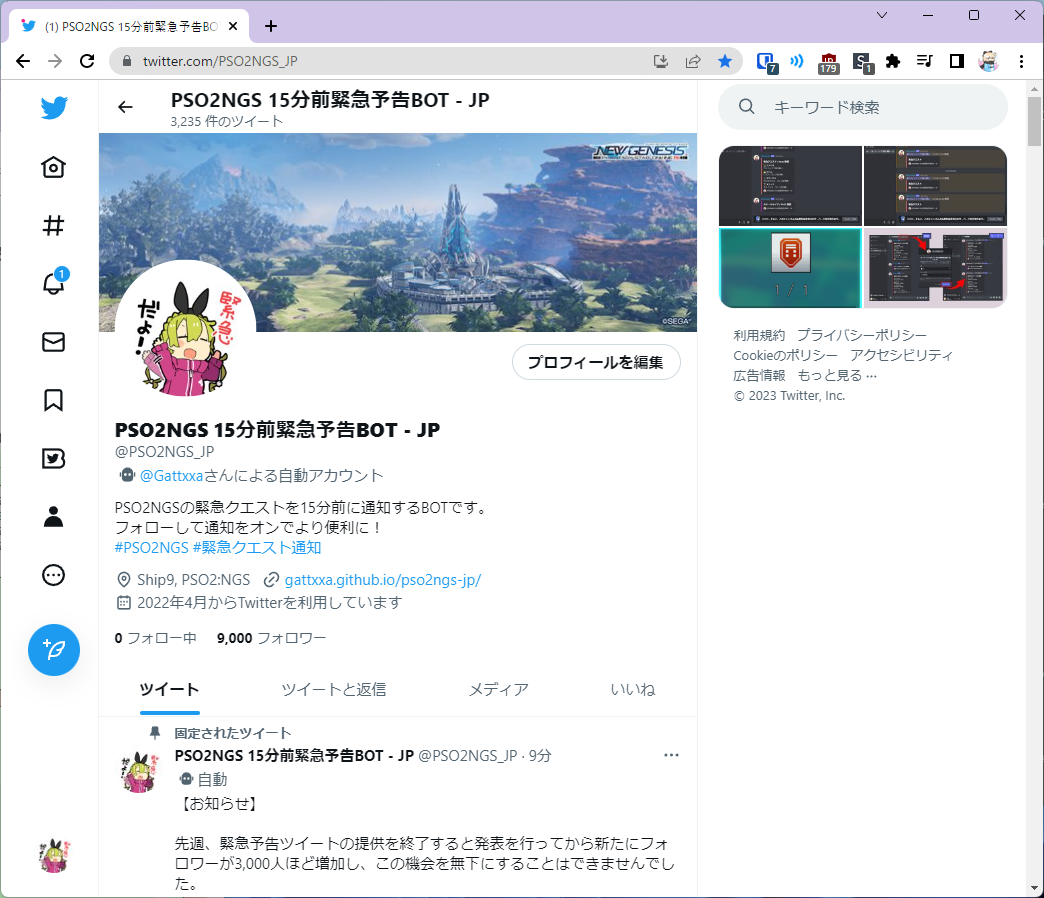 (1) PSO2NGS 15分前緊急予告BO
twitter.com/PSO2NGS_JP
7
179
S
1
PSO2NGS 15分前緊急予告BOT - JP
3,235 件のツイート
キーワード検索
NEW GENESIS
©SEGA
緊急
だよ!
1 / 1
プロフィールを編集
利用規約 プライバシーポリシー
Cookieのポリシー アクセシビリティ
広告情報 もっと見る …
© 2023 Twitter, Inc.
1
PSO2NGS 15分前緊急予告BOT - JP
@PSO2NGS_JP
@Gattxxaさんによる自動アカウント
PSO2NGSの緊急クエストを15分前に通知するBOTです。
フォローして通知をオンでより便利に！
#PSO2NGS #緊急クエスト通知
Ship9, PSO2:NGS gattxxa.github.io/pso2ngs-jp/
2022年4月からTwitterを利用しています
0 フォロー中 9,000 フォロワー
ツイート ツイートと返信 メディア いいね
固定されたツイート
PSO2NGS 15分前緊急予告BOT - JP @PSO2NGS_JP · 9分
自動
【お知らせ】
先週、緊急予告ツイートの提供を終了すると発表を行ってから新たにフォ
ロワーが3,000人ほど増加し、この機会を無下にすることはできませんでし
た。